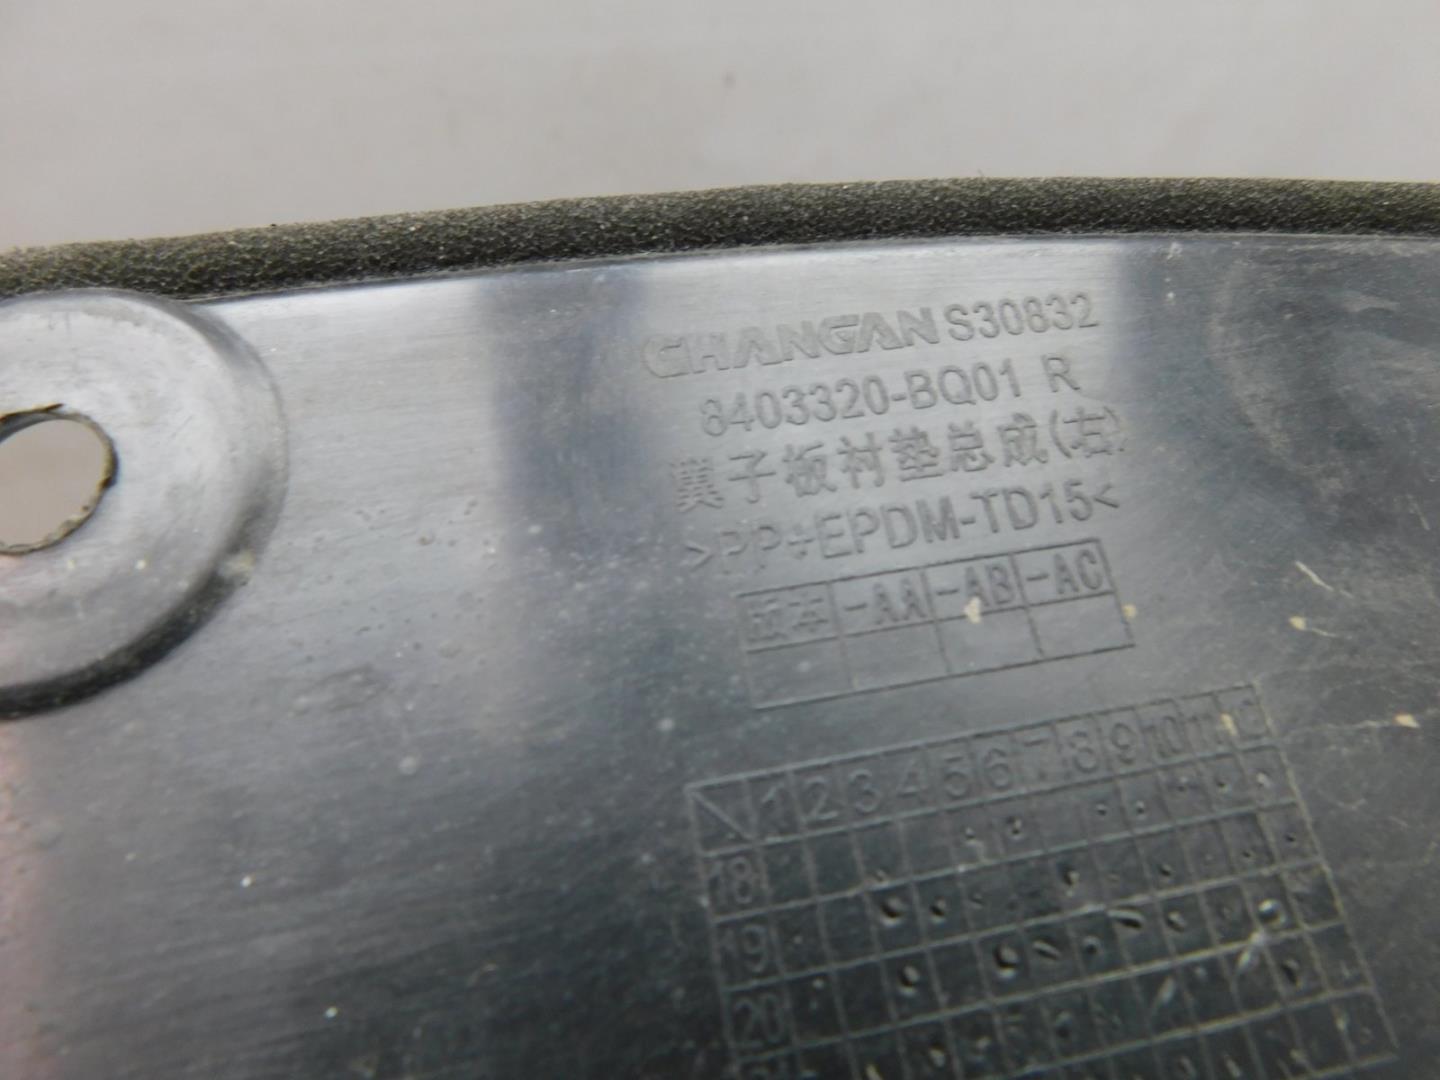 CHANGAN S30832
8403320-BQ01 R
翼子板衬垫总成(右)
>PP+EPDM-TD15<
版本 -AA -AB -AC
1 2 3 4 5 6 7 8 9 10 11
18
19
20